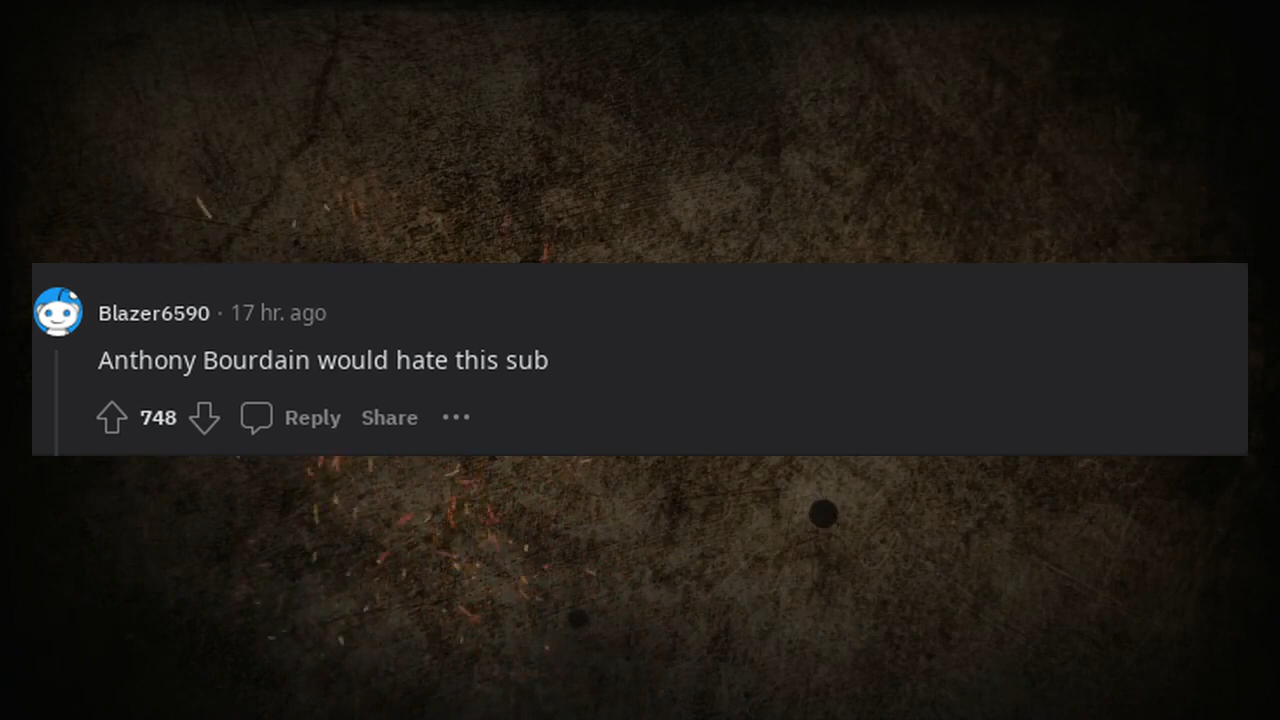 Blazer6590 · 17 hr. ago
Anthony Bourdain would hate this sub
748 Reply Share ···